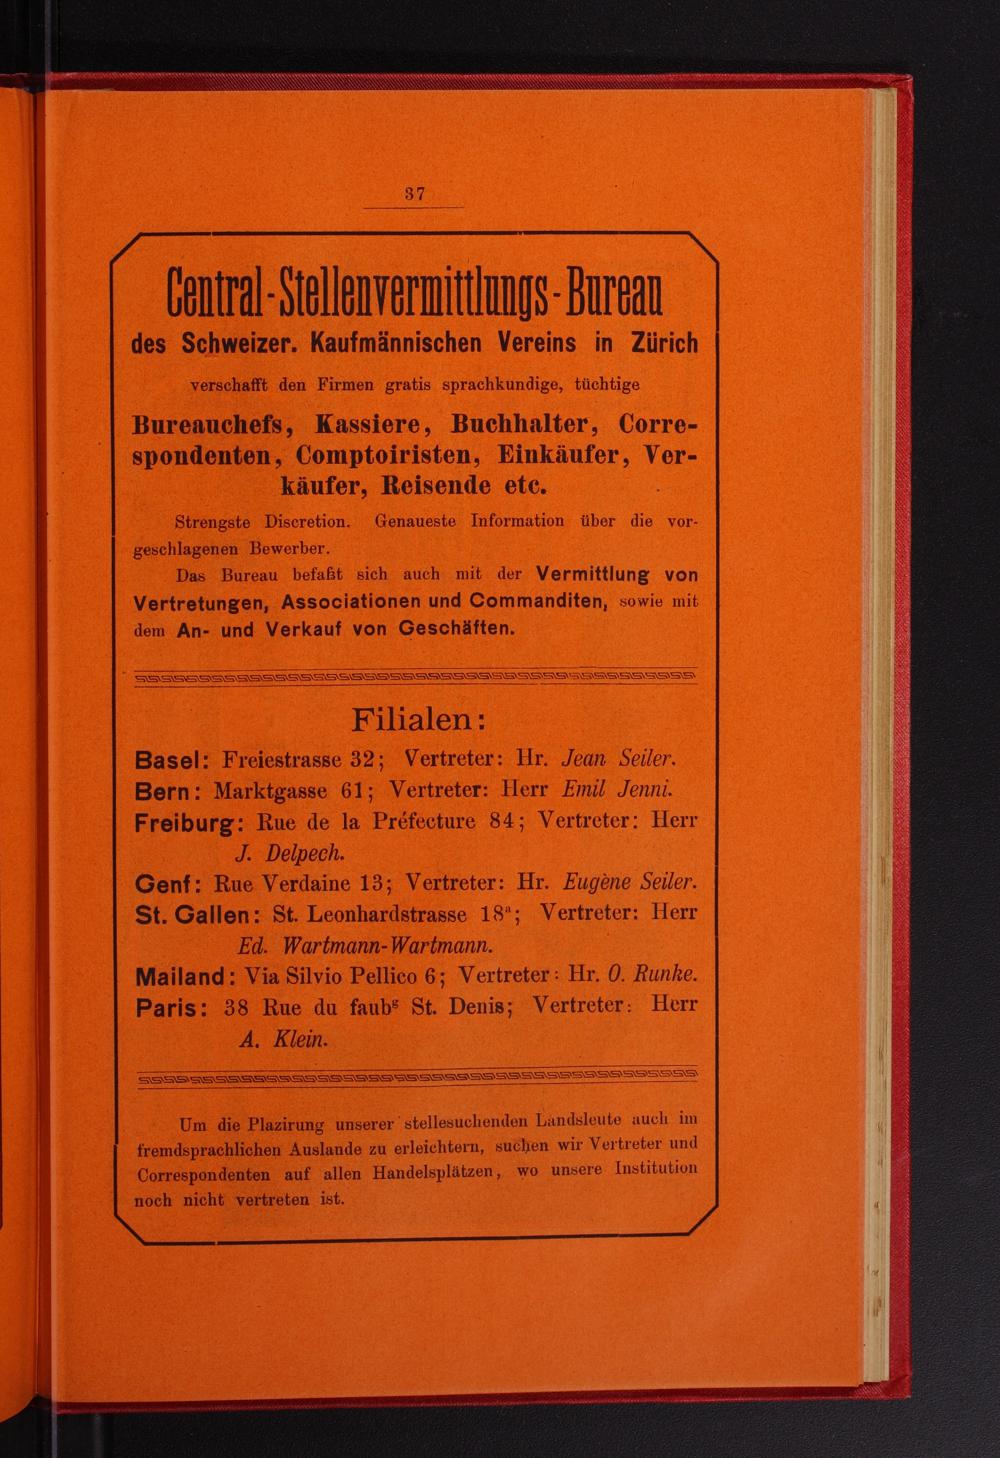 37
Central-Stellenvermittlungs-Bureau
des Schweizer. Kaufmännischen Vereins in Zürich
verschafft den Firmen gratis sprachkundige, tüchtige
Bureauchefs, Kassiere, Buchhalter, Corre-
spondenten, Comptoiristen, Einkäufer, Ver-
käufer, Reisende etc.
Strengste Discretion. Genaueste Information über die vor-
geschlagenen Bewerber.
Das Bureau befaßt sich auch mit der Vermittlung von
Vertretungen, Associationen und Commanditen, sowie mit
dem An- und Verkauf von Geschäften.
Filialen:
Basel: Freiestrasse 32; Vertreter: Hr. Jean Seiler.
Bern: Marktgasse 61; Vertreter: Herr Emil Jenni.
Freiburg: Rue de la Préfecture 84; Vertreter: Herr
J. Delpech.
Genf: Rue Verdaine 13; Vertreter: Hr. Eugène Seiler.
St. Gallen: St. Leonhardstrasse 18ª; Vertreter: Herr
Ed. Wartmann-Wartmann.
Mailand: Via Silvio Pellico 6; Vertreter: Hr. O. Runke.
Paris: 38 Rue du faubᵍ St. Denis; Vertreter: Herr
A. Klein.
Um die Plazirung unserer stellesuchenden Landsleute auch im
fremdsprachlichen Auslande zu erleichtern, suchen wir Vertreter und
Correspondenten auf allen Handelsplätzen, wo unsere Institution
noch nicht vertreten ist.